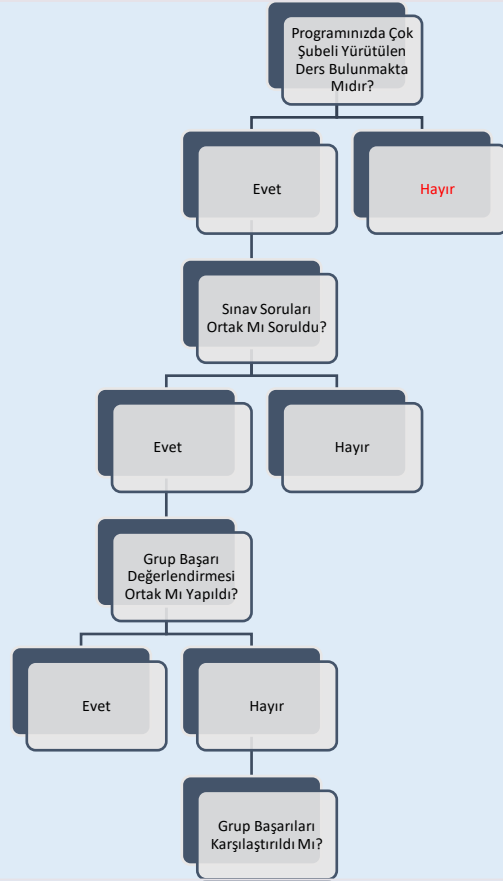 Programınızda Çok
Şubeli Yürütülen
Ders Bulunmakta
Mıdır?
Evet
Hayır
Sınav Soruları
Ortak Mı Soruldu?
Evet
Hayır
Grup Başarı
Değerlendirmesi
Ortak Mı Yapıldı?
Evet
Hayır
Grup Başarıları
Karşılaştırıldı Mı?